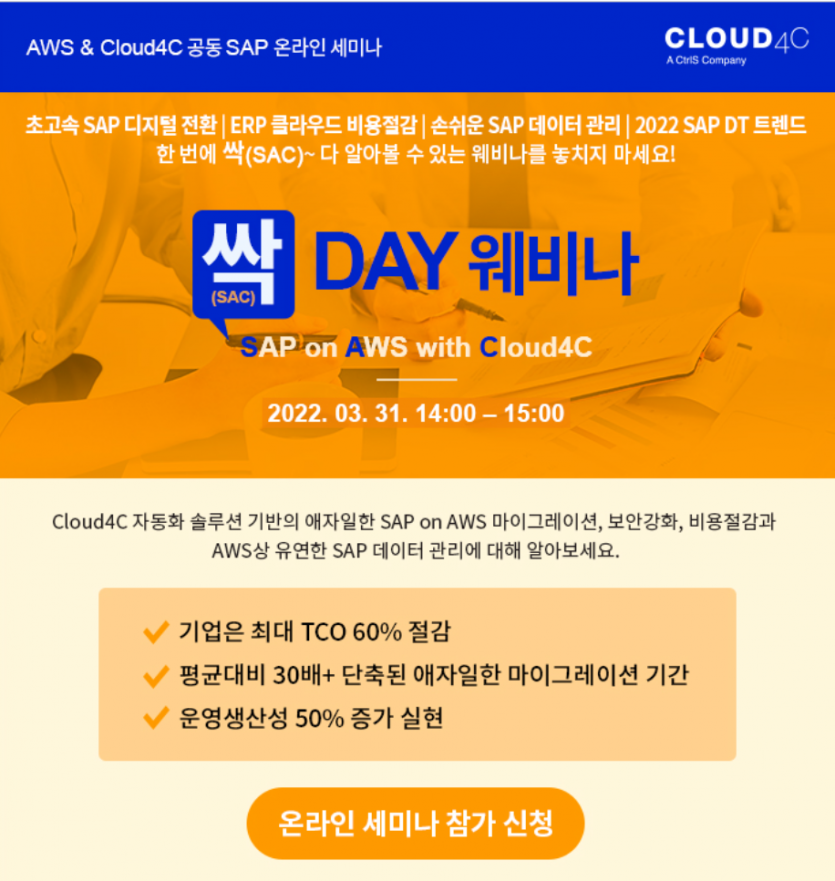 AWS & Cloud4C 공동 SAP 온라인 세미나
CLOUD4C
A CtrlS Company
초고속 SAP 디지털 전환 | ERP 클라우드 비용절감 | 손쉬운 SAP 데이터 관리 | 2022 SAP DT 트렌드
한 번에 싹(SAC)~ 다 알아볼 수 있는 웨비나를 놓치지 마세요!
싹 DAY 웨비나
(SAC)
SAP on AWS with Cloud4C
2022. 03. 31. 14:00 – 15:00
Cloud4C 자동화 솔루션 기반의 애자일한 SAP on AWS 마이그레이션, 보안강화, 비용절감과
AWS상 유연한 SAP 데이터 관리에 대해 알아보세요.
기업은 최대 TCO 60% 절감
평균대비 30배+ 단축된 애자일한 마이그레이션 기간
운영생산성 50% 증가 실현
온라인 세미나 참가 신청